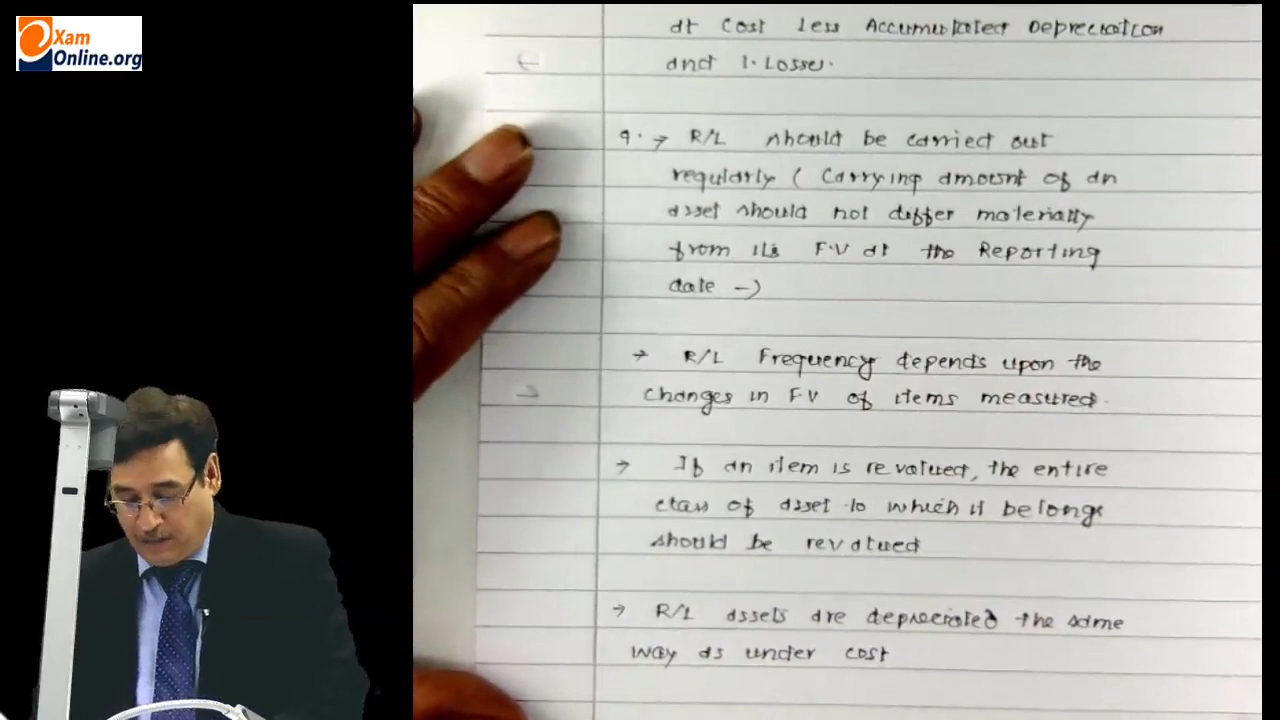 Xam
Online.org
at Cost less Accumulated Depreciation
and I. Losses.
9. → R/L should be carried out
regularly ( Carrying amount of an
asset should not differ materially
from its F.V at the Reporting
date →)
→ R/L Frequency depends upon the
changes in F.V of items measured.
→ If an item is revalued, the entire
class of asset to which it belongs
should be revalued
→ R/L assets are depreciated the same
way as under cost